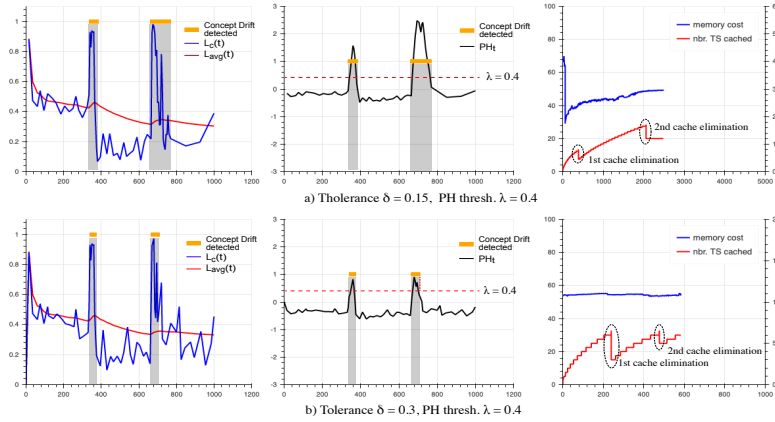 1
0.8
0.6
0.4
0.2
0
0 200 400 600 800 1000 1200
Concept Drift
detected
L_c(t)
L_avg(t)
3
2
1
0
-1
-2
-3
0 200 400 600 800 1000 1200
Concept Drift
detected
PH_t
λ = 0.4
100
80
60
40
20
0
0 1000 2000 3000 4000 5000
memory cost
nbr. TS cached
2nd cache elimination
1st cache elimination
a) Tholerance δ = 0.15, PH thresh. λ = 0.4
1
0.8
0.6
0.4
0.2
0
0 200 400 600 800 1000 1200
Concept Drift
detected
L_c(t)
L_avg(t)
3
2
1
0
-1
-2
-3
0 200 400 600 800 1000 1200
Concept Drift
detected
PH_t
λ = 0.4
100
80
60
40
20
0
0 200 400 600 800 1000
memory cost
nbr. TS cached
2nd cache elimination
1st cache elimination
b) Tolerance δ = 0.3, PH thresh. λ = 0.4